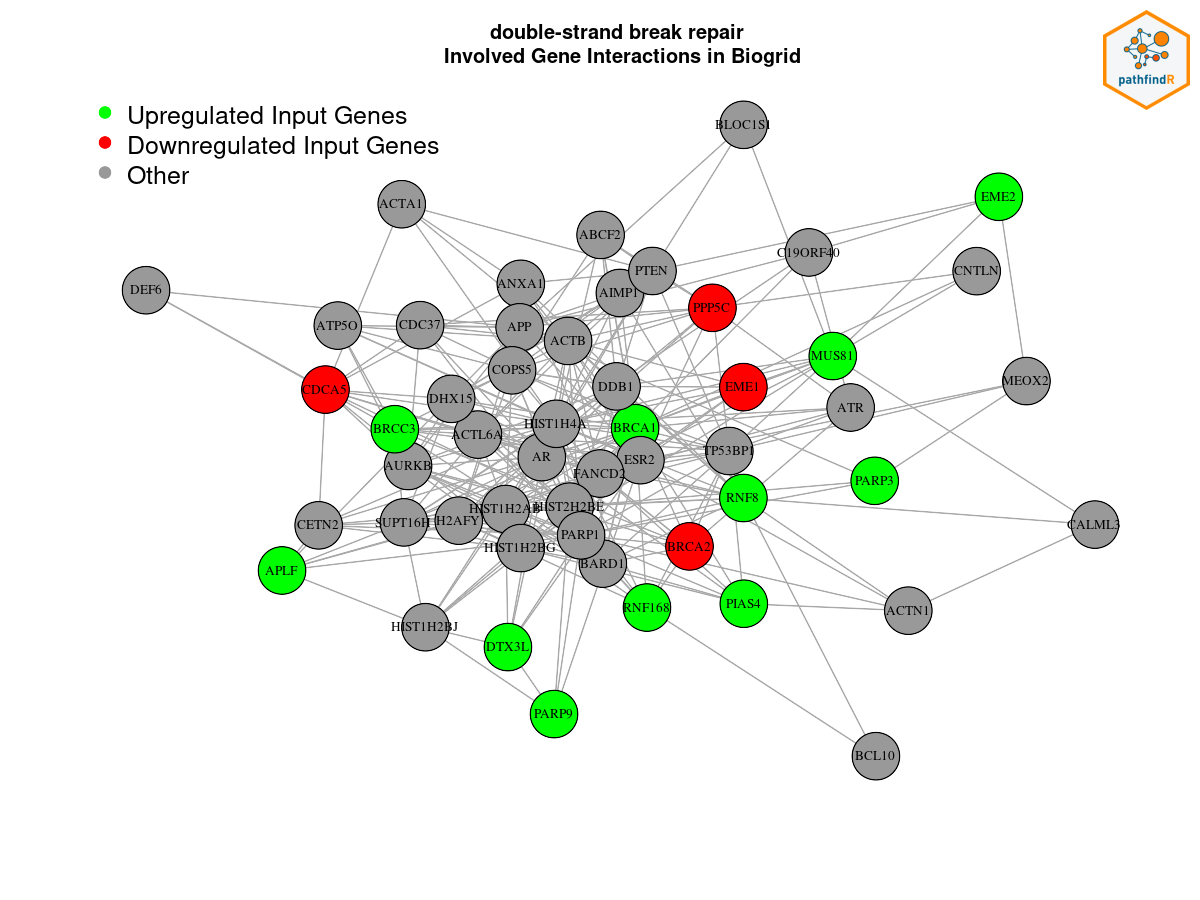 double-strand break repair
Involved Gene Interactions in Biogrid
pathfindR
Upregulated Input Genes
Downregulated Input Genes
Other
BLOC1S1
EME2
ACTA1
ABCF2
C19ORF40
PTEN
CNTLN
ANXA1
DEF6
AIMP1
PPP5C
ATP5O
CDC37
APP
ACTB
MUS81
COPS5
MEOX2
DDB1
EME1
CDCA5
DHX15
ATR
HIST1H4A
BRCA1
BRCC3
ACTL6A
TP53BP1
AR
ESR2
AURKB
FANCD2
PARP3
RNF8
HIST2H2BE
SUPT16H
H2AFY
CETN2
CALML3
PARP1
HIST1H2BG
BRCA2
BARD1
APLF
PIAS4
RNF168
ACTN1
HIST1H2BJ
DTX3L
PARP9
BCL10